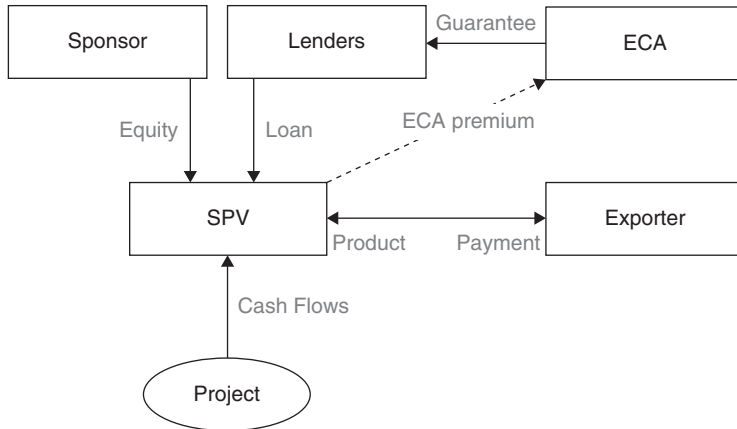 Sponsor
Lenders
Guarantee
ECA
Equity
Loan
ECA premium
SPV
Product
Payment
Exporter
Cash Flows
Project